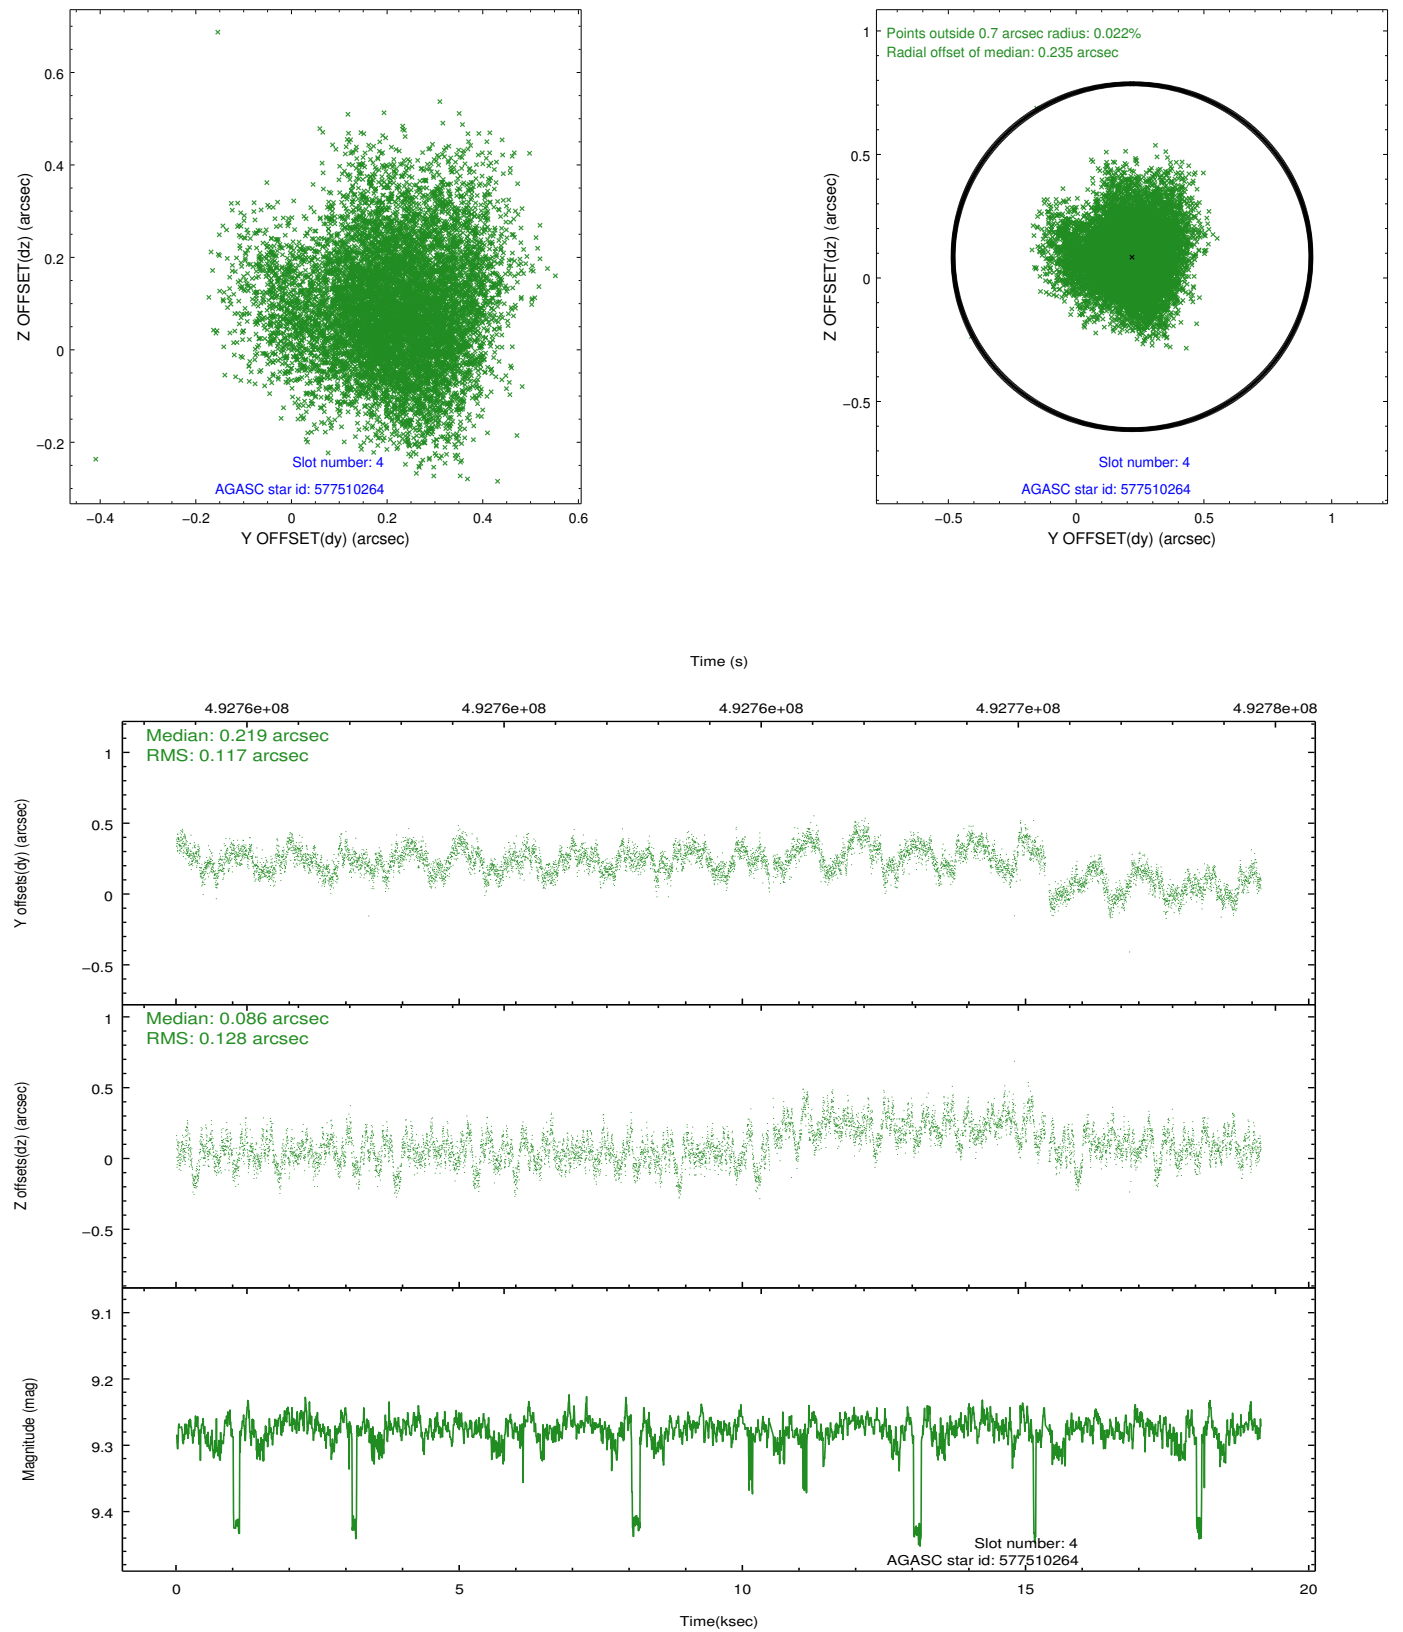 0.6
0.4
0.2
0
−0.2
Z OFFSET(dz) (arcsec)
Slot number: 4
AGASC star id: 577510264
−0.4 −0.2 0 0.2 0.4 0.6
Y OFFSET(dy) (arcsec)
Points outside 0.7 arcsec radius: 0.022%
Radial offset of median: 0.235 arcsec
1
0.5
0
−0.5
Z OFFSET(dz) (arcsec)
Slot number: 4
AGASC star id: 577510264
−0.5 0 0.5 1
Y OFFSET(dy) (arcsec)
Time (s)
4.9276e+08 4.9276e+08 4.9276e+08 4.9277e+08 4.9278e+08
Median: 0.219 arcsec
RMS: 0.117 arcsec
1
0.5
0
−0.5
Y offsets(dy) (arcsec)
Median: 0.086 arcsec
RMS: 0.128 arcsec
1
0.5
0
−0.5
Z offsets(dz) (arcsec)
9.1
9.2
9.3
9.4
Magnitude (mag)
Slot number: 4
AGASC star id: 577510264
0 5 10 15 20
Time(ksec)